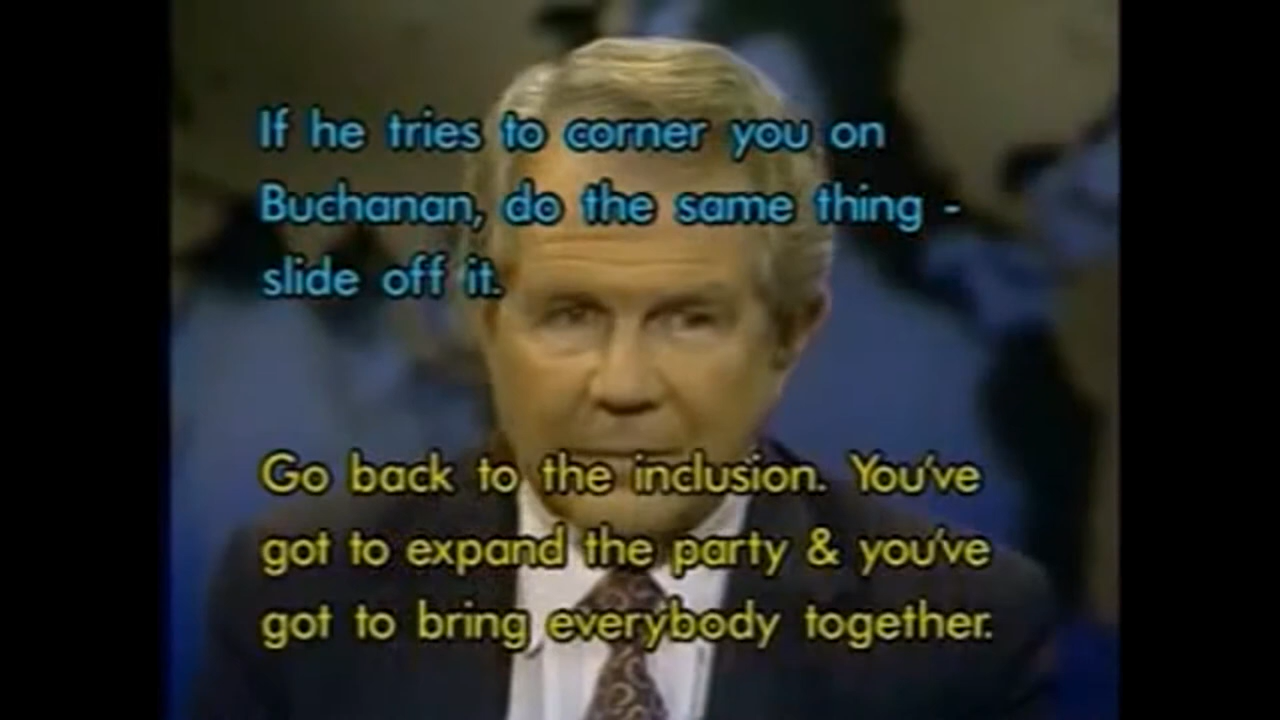 If he tries to corner you on
Buchanan, do the same thing -
slide off it.
Go back to the inclusion. You've
got to expand the party & you've
got to bring everybody together.